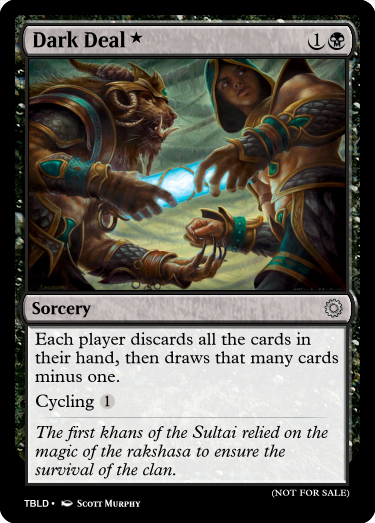 Dark Deal ★ 1
Sorcery
Each player discards all the cards in
their hand, then draws that many cards
minus one.
Cycling 1
The first khans of the Sultai relied on the
magic of the rakshasa to ensure the
survival of the clan.
(NOT FOR SALE)
TBLD • SCOTT MURPHY